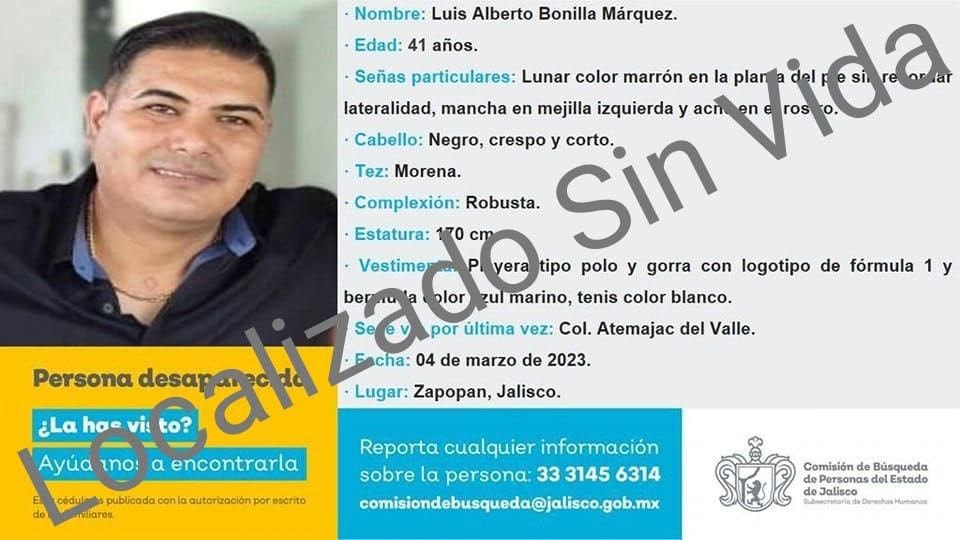 · Nombre: Luis Alberto Bonilla Márquez.
· Edad: 41 años.
· Señas particulares: Lunar color marrón en la planta del pie sin recordar
lateralidad, mancha en mejilla izquierda y acné en el rostro.
· Cabello: Negro, crespo y corto.
· Tez: Morena.
· Complexión: Robusta.
· Estatura: 170 cm
· Vestimenta: Playera tipo polo y gorra con logotipo de fórmula 1 y
bermuda color azul marino, tenis color blanco.
· Se le vio por última vez: Col. Atemajac del Valle.
· Fecha: 04 de marzo de 2023.
· Lugar: Zapopan, Jalisco.
Persona desaparecida
¿La has visto?
Ayúdanos a encontrarla
Esta cédula es publicada con la autorización por escrito
de los familiares.
Reporta cualquier información
sobre la persona: 33 3145 6314
comisiondebusqueda@jalisco.gob.mx
Comisión de Búsqueda
de Personas del Estado
de Jalisco
Subsecretaría de Derechos Humanos
Localizado Sin Vida